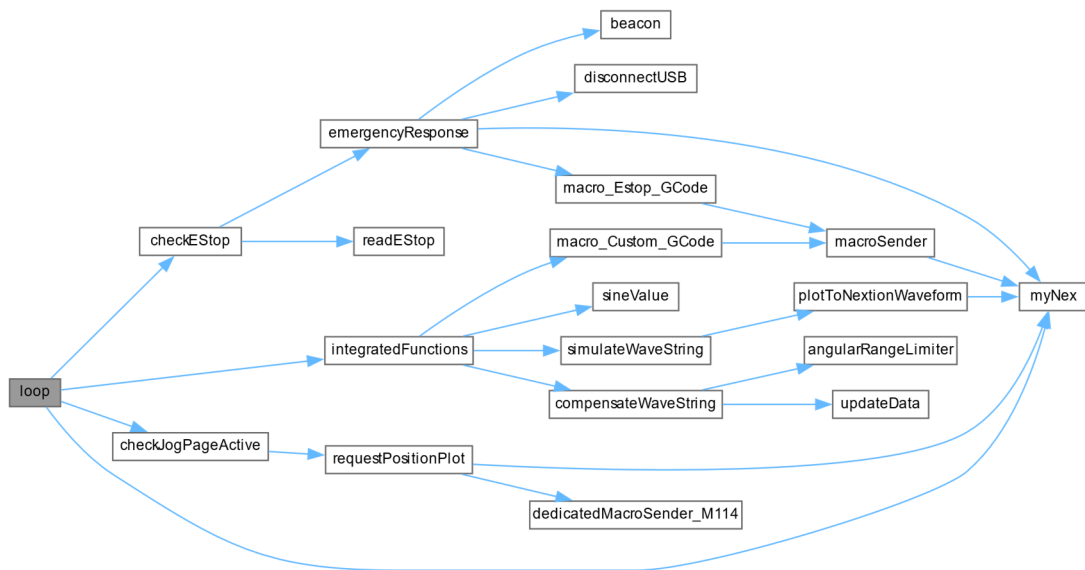 beacon
disconnectUSB
emergencyResponse
macro_Estop_GCode
checkEStop
readEStop
macro_Custom_GCode
macroSender
sineValue
plotToNextionWaveform
myNex
integratedFunctions
simulateWaveString
angularRangeLimiter
loop
compensateWaveString
updateData
checkJogPageActive
requestPositionPlot
dedicatedMacroSender_M114